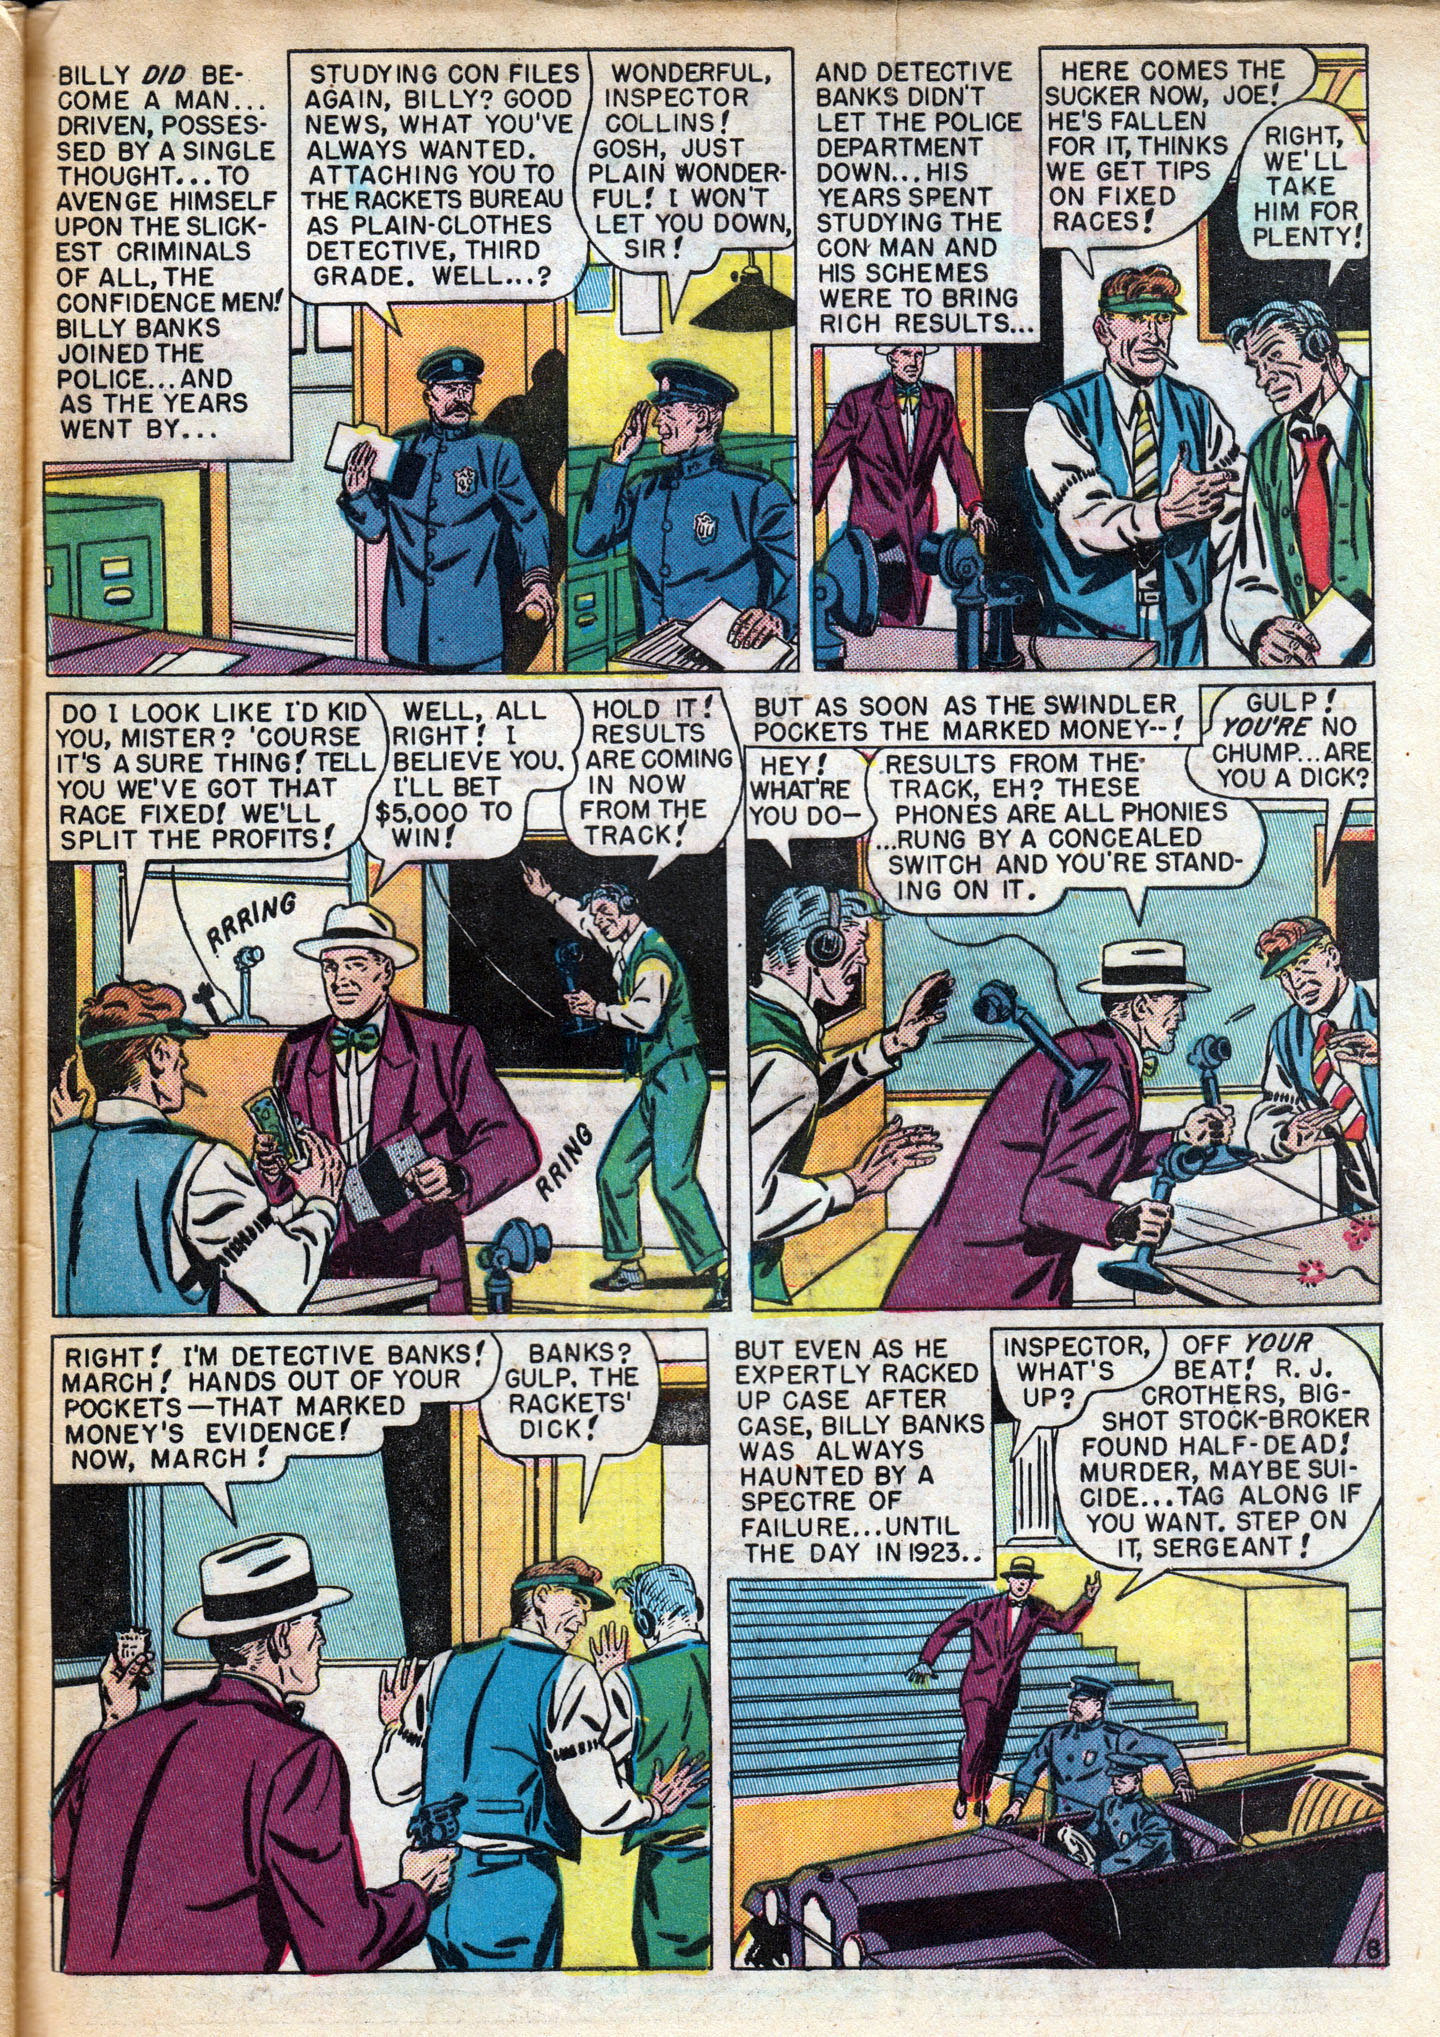 BILLY DID BE-
COME A MAN...
DRIVEN, POSSES-
SED BY A SINGLE
THOUGHT...TO
AVENGE HIMSELF
UPON THE SLICK-
EST CRIMINALS
OF ALL, THE
CONFIDENCE MEN!
BILLY BANKS
JOINED THE
POLICE...AND
AS THE YEARS
WENT BY...
STUDYING CON FILES
AGAIN, BILLY? GOOD
NEWS, WHAT YOU'VE
ALWAYS WANTED.
ATTACHING YOU TO
THE RACKETS BUREAU
AS PLAIN-CLOTHES
DETECTIVE, THIRD
GRADE. WELL...?
WONDERFUL,
INSPECTOR
COLLINS!
GOSH, JUST
PLAIN WONDER-
FUL! I WON'T
LET YOU DOWN,
SIR!
AND DETECTIVE
BANKS DIDN'T
LET THE POLICE
DEPARTMENT
DOWN...HIS
YEARS SPENT
STUDYING THE
CON MAN AND
HIS SCHEMES
WERE TO BRING
RICH RESULTS...
HERE COMES THE
SUCKER NOW, JOE!
HE'S FALLEN
FOR IT, THINKS
WE GET TIPS
ON FIXED
RACES!
RIGHT,
WE'LL
TAKE
HIM FOR
PLENTY!
DO I LOOK LIKE I'D KID
YOU, MISTER? 'COURSE
IT'S A SURE THING! TELL
YOU WE'VE GOT THAT
RACE FIXED! WE'LL
SPLIT THE PROFITS!
WELL, ALL
RIGHT! I
BELIEVE YOU.
I'LL BET
$5,000 TO
WIN!
HOLD IT!
RESULTS
ARE COMING
IN NOW
FROM THE
TRACK!
RRRING
RRING
BUT AS SOON AS THE SWINDLER
POCKETS THE MARKED MONEY--!
HEY!
WHAT'RE
YOU DO—
RESULTS FROM THE
TRACK, EH? THESE
PHONES ARE ALL PHONIES
...RUNG BY A CONCEALED
SWITCH AND YOU'RE STAND-
ING ON IT.
GULP!
YOU'RE NO
CHUMP...ARE
YOU A DICK?
RIGHT! I'M DETECTIVE BANKS!
MARCH! HANDS OUT OF YOUR
POCKETS—THAT MARKED
MONEY'S EVIDENCE!
NOW, MARCH!
BANKS?
GULP. THE
RACKETS'
DICK!
BUT EVEN AS HE
EXPERTLY RACKED
UP CASE AFTER
CASE, BILLY BANKS
WAS ALWAYS
HAUNTED BY A
SPECTRE OF
FAILURE...UNTIL
THE DAY IN 1923..
INSPECTOR,
WHAT'S
UP?
OFF YOUR
BEAT! R. J.
CROTHERS, BIG-
SHOT STOCK-BROKER
FOUND HALF-DEAD!
MURDER, MAYBE SUI-
CIDE...TAG ALONG IF
YOU WANT. STEP ON
IT, SERGEANT!
8